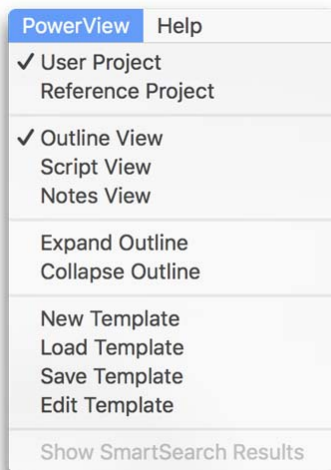 PowerView Help
✓ User Project
Reference Project
✓ Outline View
Script View
Notes View
Expand Outline
Collapse Outline
New Template
Load Template
Save Template
Edit Template
Show SmartSearch Results